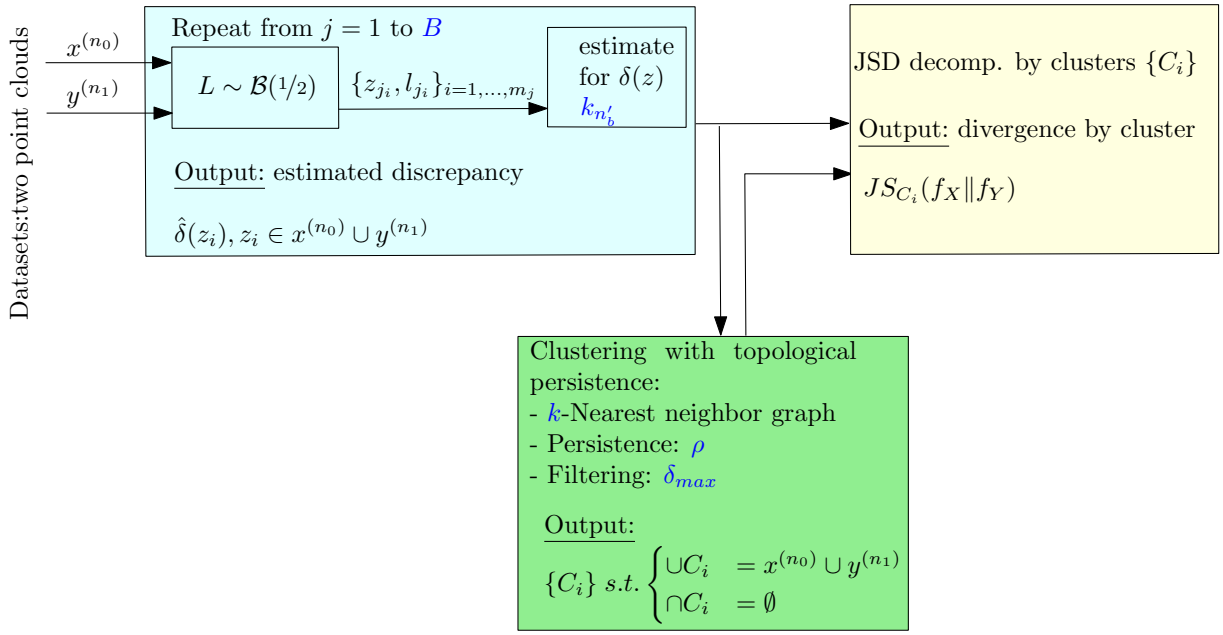 Datasets:two point clouds
x^{(n_0)}
y^{(n_1)}
Repeat from j = 1 to B
L ∼ ℬ(1/2)
{z_{j_i}, l_{j_i}}_{i=1,...,m_j}
estimate
for δ(z)
k_{n'_b}
Output: estimated discrepancy
δ̂(z_i), z_i ∈ x^{(n_0)} ∪ y^{(n_1)}
JSD decomp. by clusters {C_i}
Output: divergence by cluster
JS_{C_i}(f_X‖f_Y)
Clustering with topological
persistence:
- k-Nearest neighbor graph
- Persistence: ρ
- Filtering: δ_{max}
Output:
{C_i} s.t. { ∪C_i = x^{(n_0)} ∪ y^{(n_1)}
∩C_i = ∅